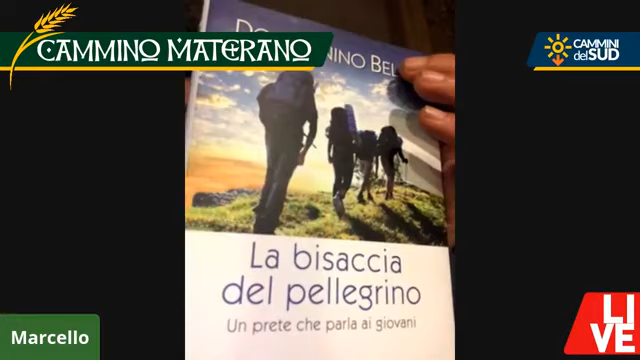 CAMMINO MATERANO
CAMMINI
del SUD
La bisaccia
del pellegrino
Un prete che parla ai giovani
Marcello
LIVE